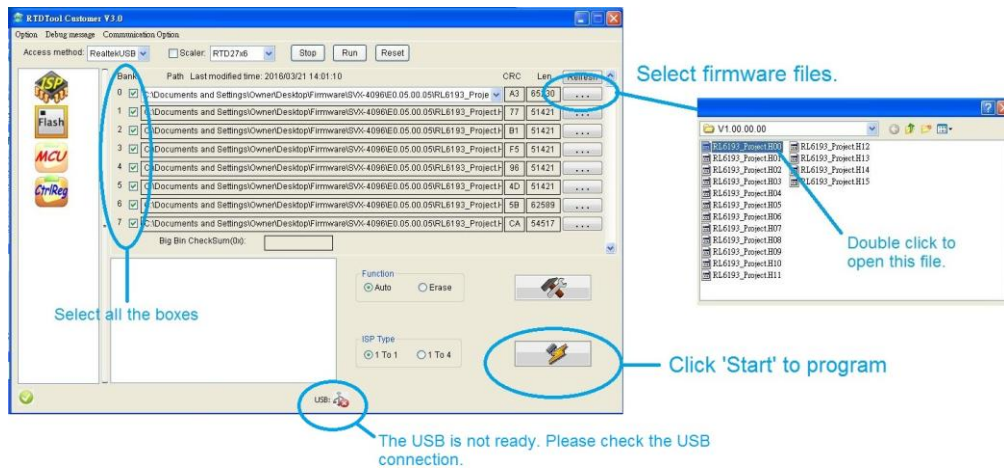 RTDTool Customer V3.0
Option Debug message Communication Option
Access method: RealtekUSB Scaler: RTD27x6 Stop Run Reset
Bank Path Last modified time: 2016/03/21 14:01:10 CRC Len Refresh
0 C:\Documents and Settings\Owner\Desktop\Firmware\SVX-4096\E0.05.00.05\RL6193_Proje A3 65230 ...
1 C:\Documents and Settings\Owner\Desktop\Firmware\SVX-4096\E0.05.00.05\RL6193_Project.H 77 51421 ...
2 C:\Documents and Settings\Owner\Desktop\Firmware\SVX-4096\E0.05.00.05\RL6193_Project.H B1 51421 ...
3 C:\Documents and Settings\Owner\Desktop\Firmware\SVX-4096\E0.05.00.05\RL6193_Project.H F5 51421 ...
4 C:\Documents and Settings\Owner\Desktop\Firmware\SVX-4096\E0.05.00.05\RL6193_Project.H 96 51421 ...
5 C:\Documents and Settings\Owner\Desktop\Firmware\SVX-4096\E0.05.00.05\RL6193_Project.H 4D 51421 ...
6 C:\Documents and Settings\Owner\Desktop\Firmware\SVX-4096\E0.05.00.05\RL6193_Project.H 5B 62589 ...
7 C:\Documents and Settings\Owner\Desktop\Firmware\SVX-4096\E0.05.00.05\RL6193_Project.H CA 54517 ...
Big Bin CheckSum(0x):
ISP
Flash
MCU
CtrlReg
Select all the boxes
Function
Auto Erase
ISP Type
1 To 1 1 To 4
USB:
The USB is not ready. Please check the USB
connection.
Click 'Start' to program
Select firmware files.
V1.00.00.00
RL6193_Project.H00
RL6193_Project.H01
RL6193_Project.H02
RL6193_Project.H03
RL6193_Project.H04
RL6193_Project.H05
RL6193_Project.H06
RL6193_Project.H07
RL6193_Project.H08
RL6193_Project.H09
RL6193_Project.H10
RL6193_Project.H11
RL6193_Project.H12
RL6193_Project.H13
RL6193_Project.H14
RL6193_Project.H15
Double click to
open this file.